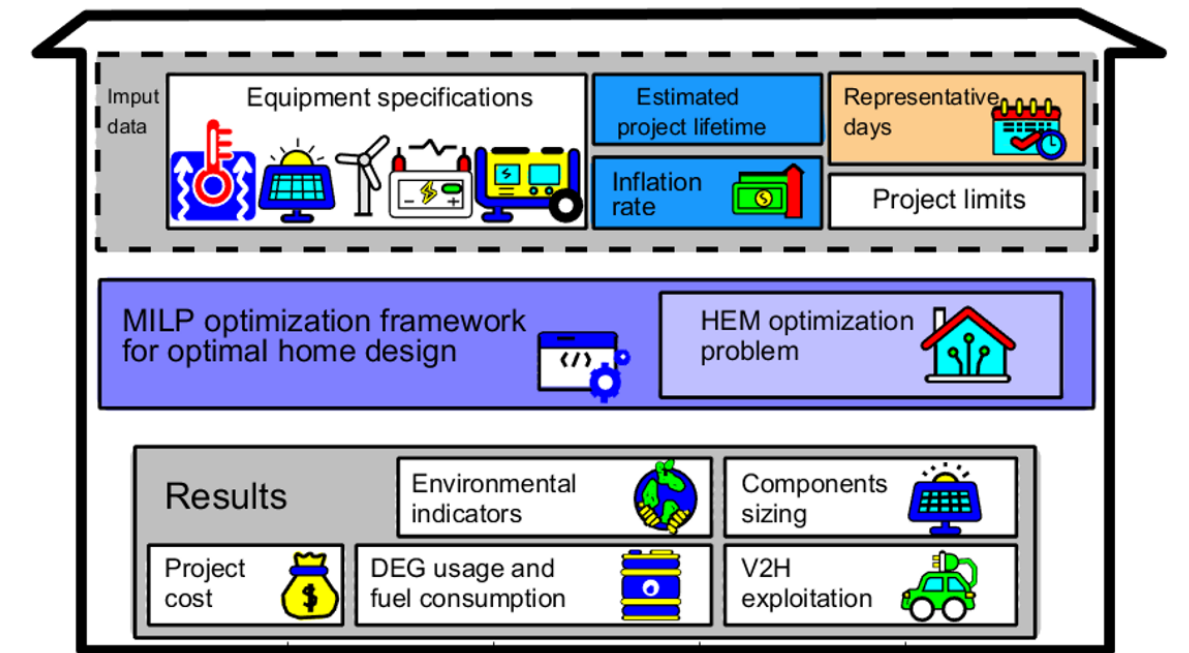 Imput
data
Equipment specifications
Estimated
project lifetime
Inflation
rate
Representative
days
Project limits
MILP optimization framework
for optimal home design
</>
HEM optimization
problem
Results
Environmental
indicators
Components
sizing
Project
cost
$
DEG usage and
fuel consumption
V2H
exploitation